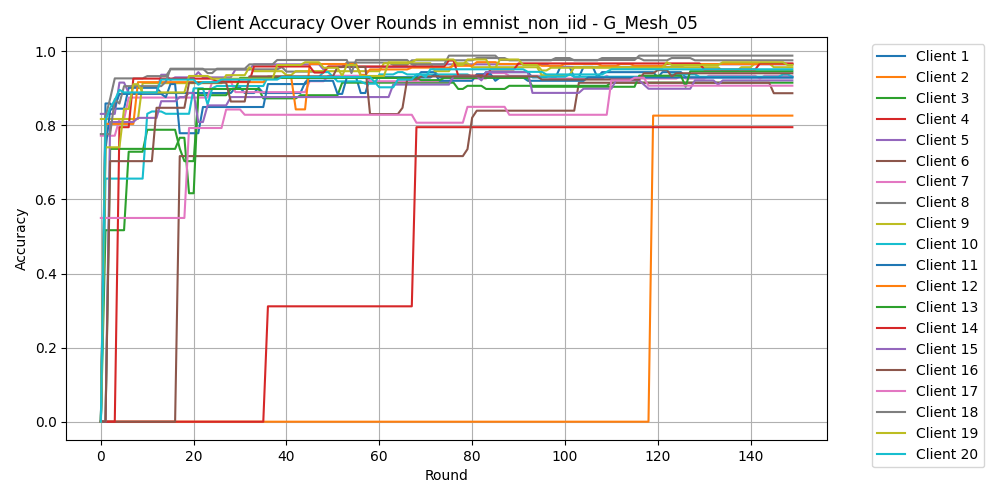 Client Accuracy Over Rounds in emnist_non_iid - G_Mesh_05
Accuracy
1.0
0.8
0.6
0.4
0.2
0.0
0 20 40 60 80 100 120 140
Round
Client 1
Client 2
Client 3
Client 4
Client 5
Client 6
Client 7
Client 8
Client 9
Client 10
Client 11
Client 12
Client 13
Client 14
Client 15
Client 16
Client 17
Client 18
Client 19
Client 20